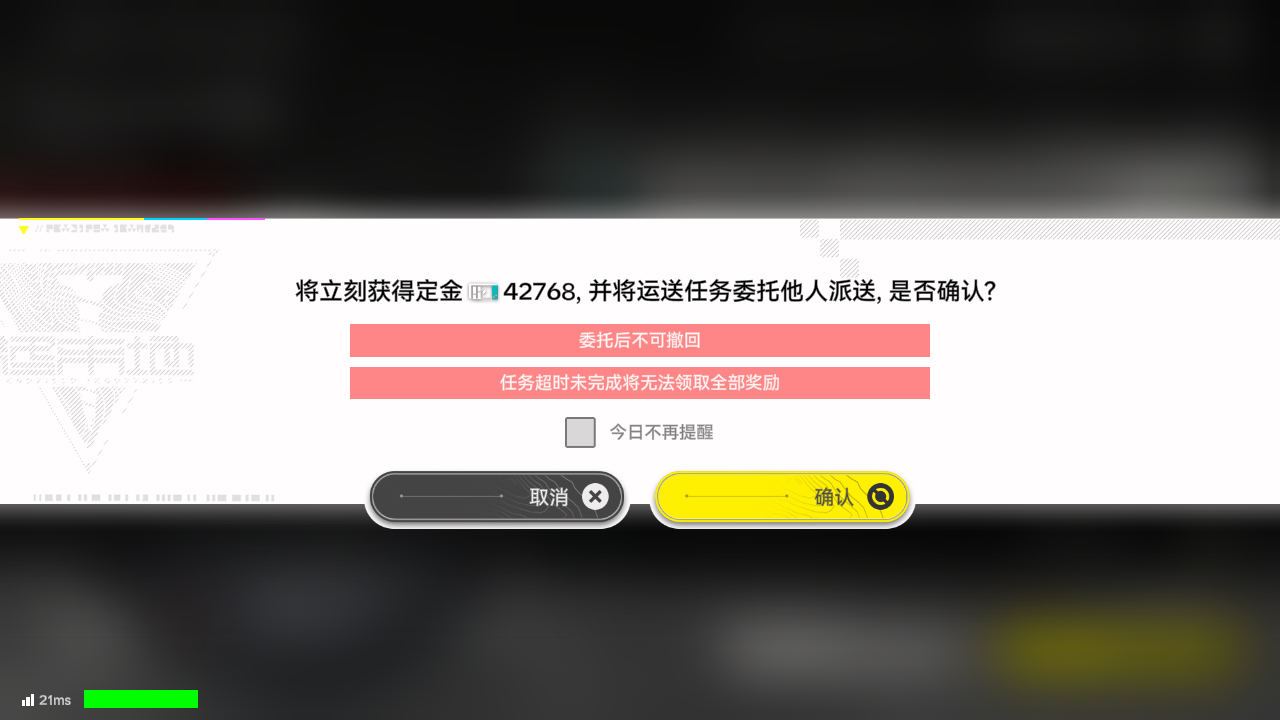 将立刻获得定金 42768, 并将运送任务委托他人派送, 是否确认?
委托后不可撤回
任务超时未完成将无法领取全部奖励
今日不再提醒
取消
确认
21ms